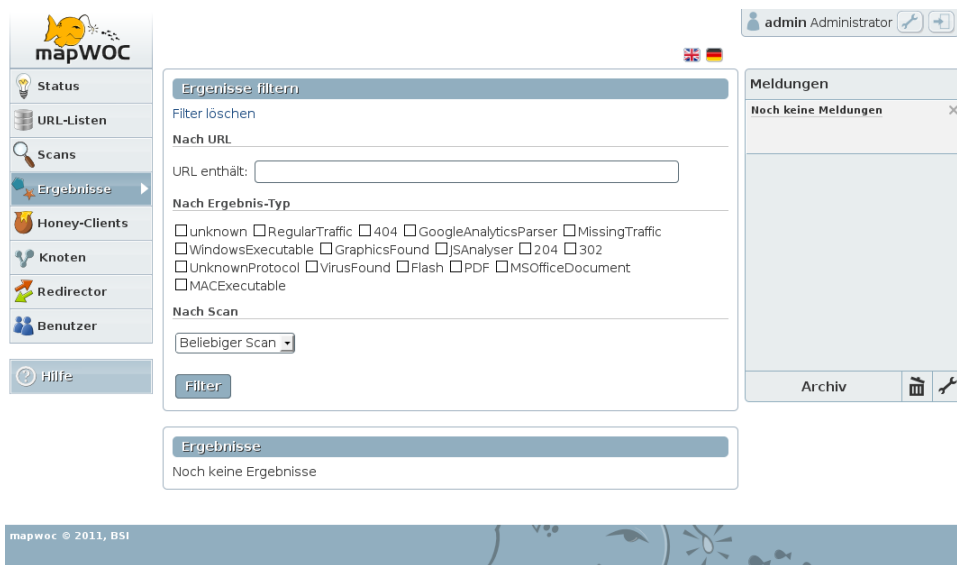 admin Administrator
mapWOC
Status
URL-Listen
Scans
Ergebnisse
Honey-Clients
Knoten
Redirector
Benutzer
Hilfe
Ergenisse filtern
Filter löschen
Nach URL
URL enthält:
Nach Ergebnis-Typ
unknown RegularTraffic 404 GoogleAnalyticsParser MissingTraffic
WindowsExecutable GraphicsFound JSAnalyser 204 302
UnknownProtocol VirusFound Flash PDF MSOfficeDocument
MACExecutable
Nach Scan
Beliebiger Scan
Filter
Ergebnisse
Noch keine Ergebnisse
Meldungen
Noch keine Meldungen
Archiv
mapwoc © 2011, BSI